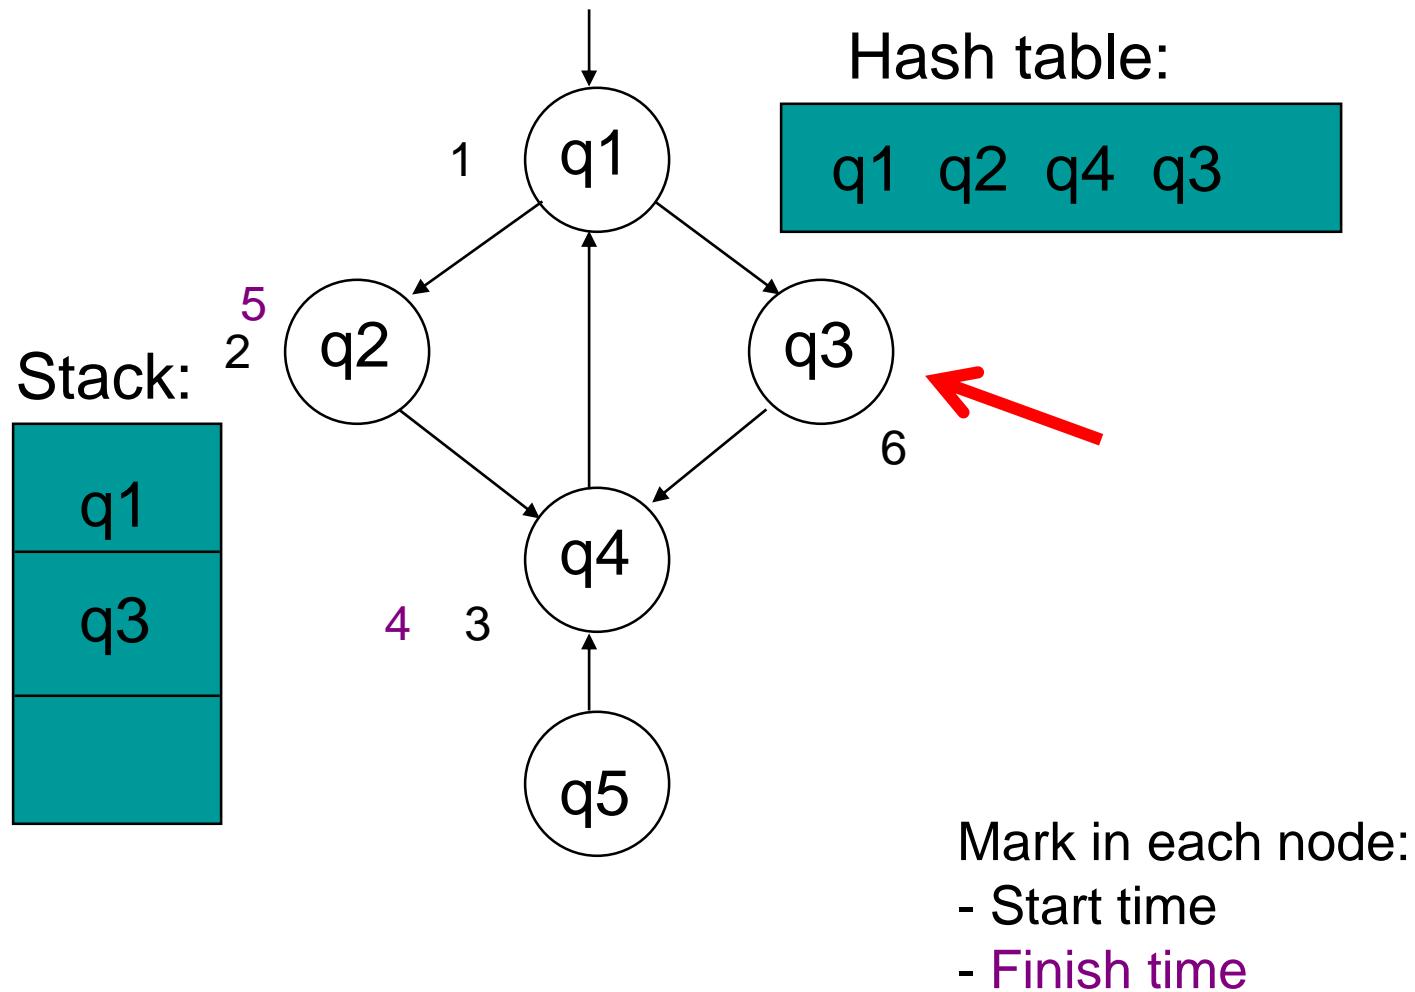 Hash table:
q1 q2 q4 q3
1
q1
5
2
q2
q3
6
Stack:
q1
q3
q4
4
3
q5
Mark in each node:
- Start time
- Finish time